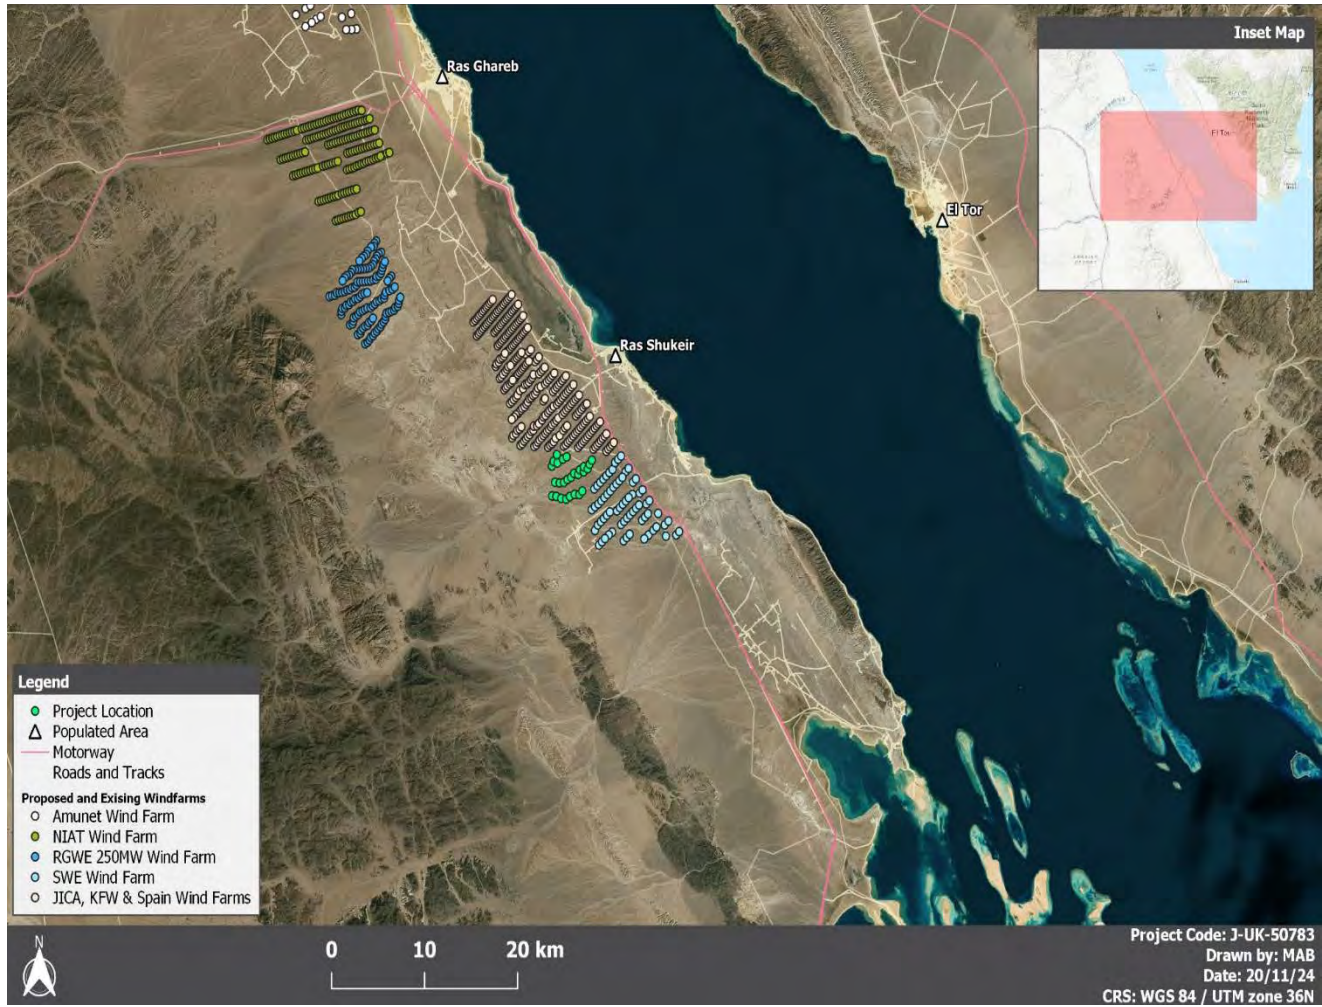 Inset Map
Ras Ghareb
El Tor
El Tor
Ras Shukeir
Legend
Project Location
Populated Area
Motorway
Roads and Tracks
Proposed and Exising Windfarms
Amunet Wind Farm
NIAT Wind Farm
RGWE 250MW Wind Farm
SWE Wind Farm
JICA, KFW & Spain Wind Farms
N
0 10 20 km
Project Code: J-UK-50783
Drawn by: MAB
Date: 20/11/24
CRS: WGS 84 / UTM zone 36N